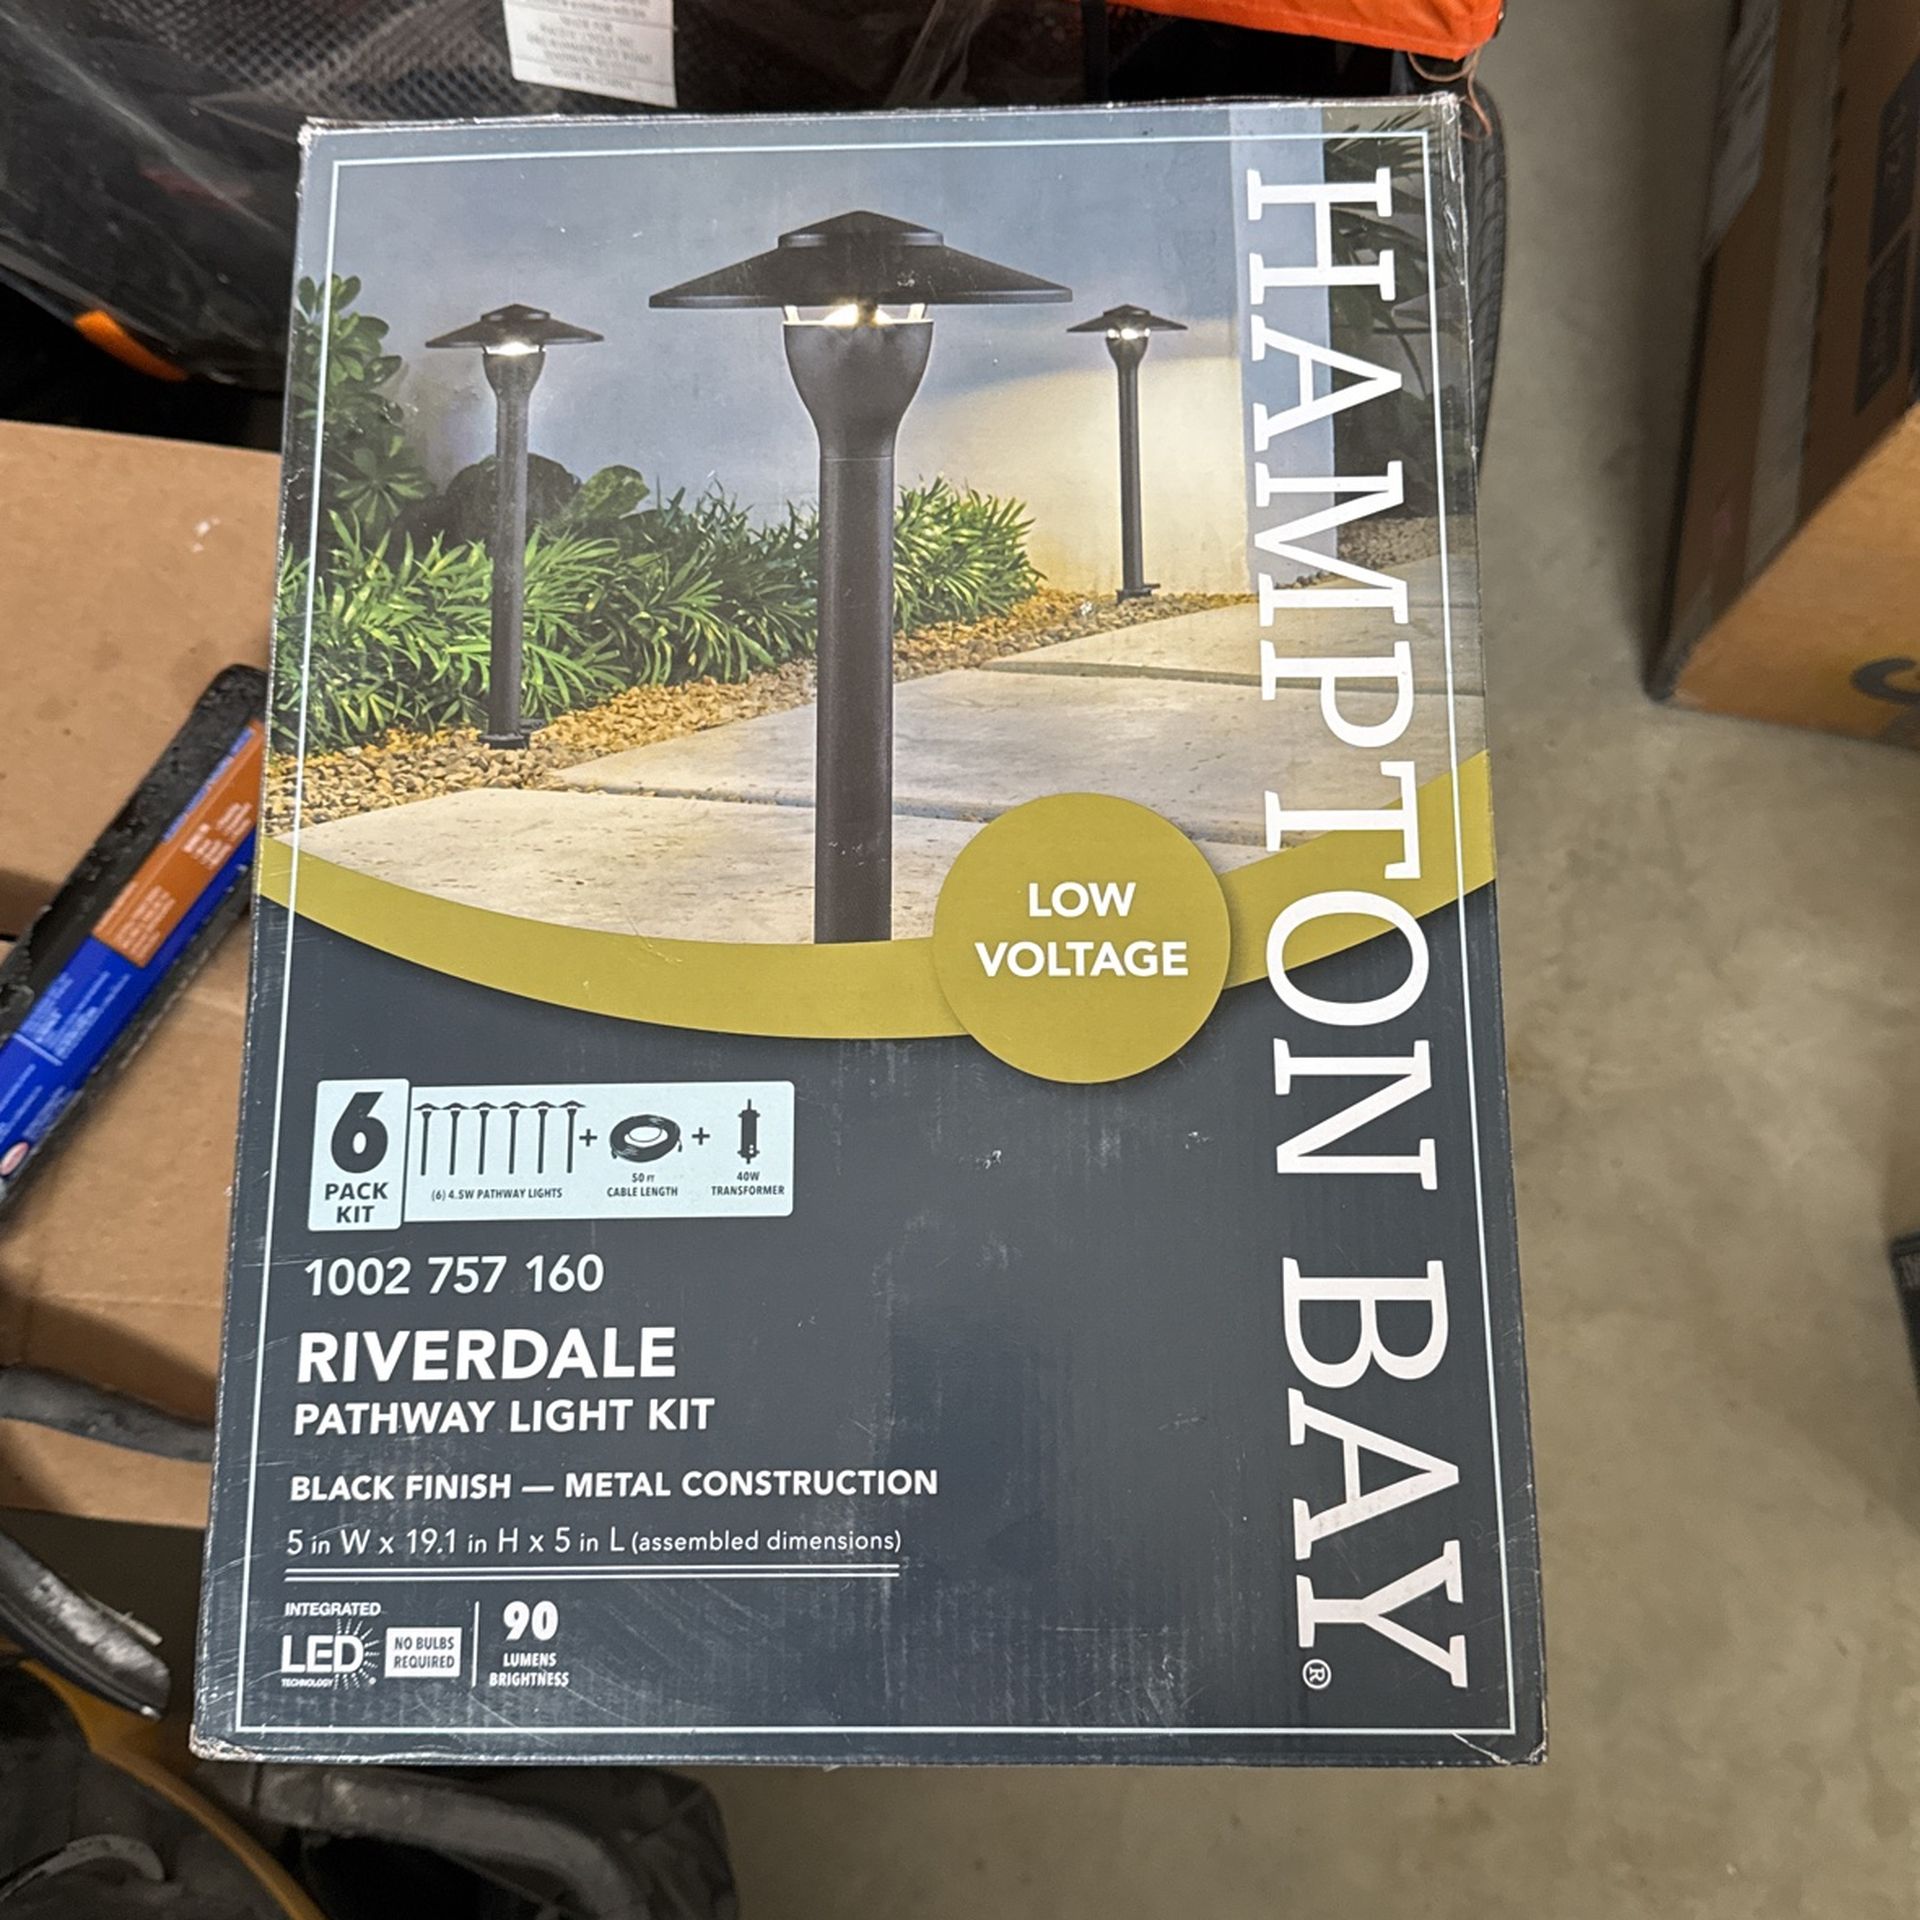 HAMPTON BAY®
LOW
VOLTAGE
6
PACK
KIT
(6) 4.5W PATHWAY LIGHTS
+
50 FT
CABLE LENGTH
+
40W
TRANSFORMER
1002 757 160
RIVERDALE
PATHWAY LIGHT KIT
BLACK FINISH — METAL CONSTRUCTION
5 in W x 19.1 in H x 5 in L (assembled dimensions)
INTEGRATED
LED
TECHNOLOGY
NO BULBS
REQUIRED
90
LUMENS
BRIGHTNESS